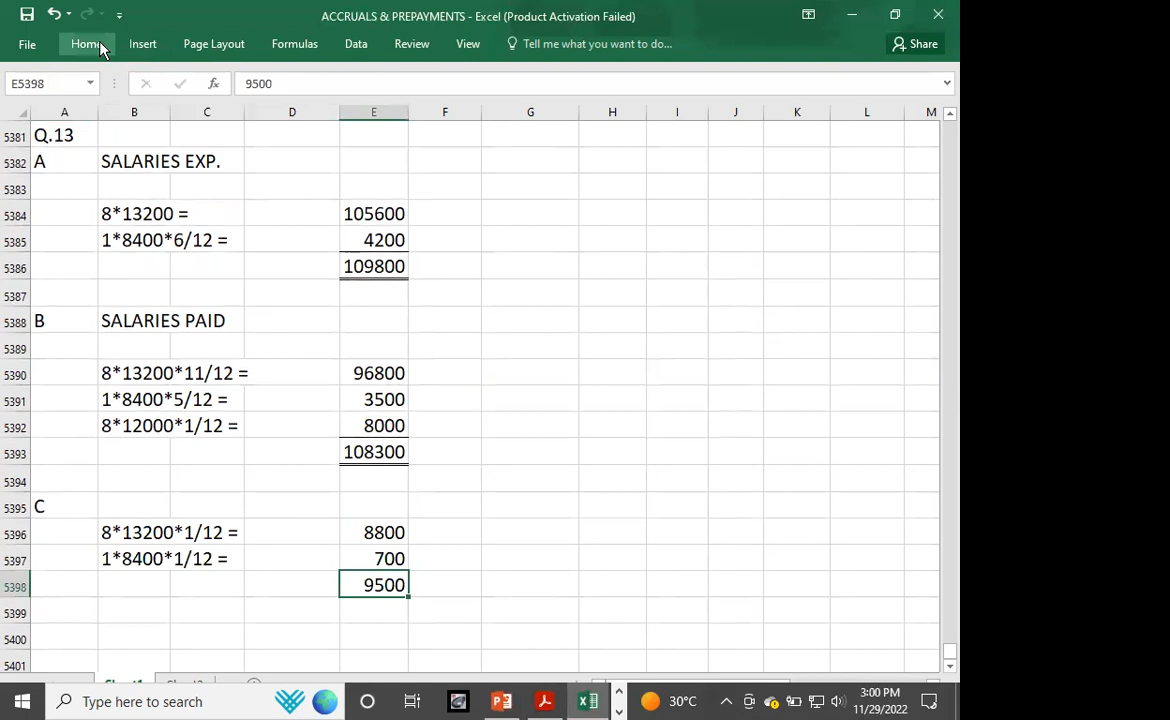 ACCRUALS & PREPAYMENTS - Excel (Product Activation Failed)
File Home Insert Page Layout Formulas Data Review View Tell me what you want to do... Share
E5398 fx 9500
A B C D E F G H I J K L M
5381 Q.13
5382 A SALARIES EXP.
5383
5384 8*13200 = 105600
5385 1*8400*6/12 = 4200
5386 109800
5387
5388 B SALARIES PAID
5389
5390 8*13200*11/12 = 96800
5391 1*8400*5/12 = 3500
5392 8*12000*1/12 = 8000
5393 108300
5394
5395 C
5396 8*13200*1/12 = 8800
5397 1*8400*1/12 = 700
5398 9500
5399
5400
5401
Type here to search 30°C 3:00 PM
11/29/2022